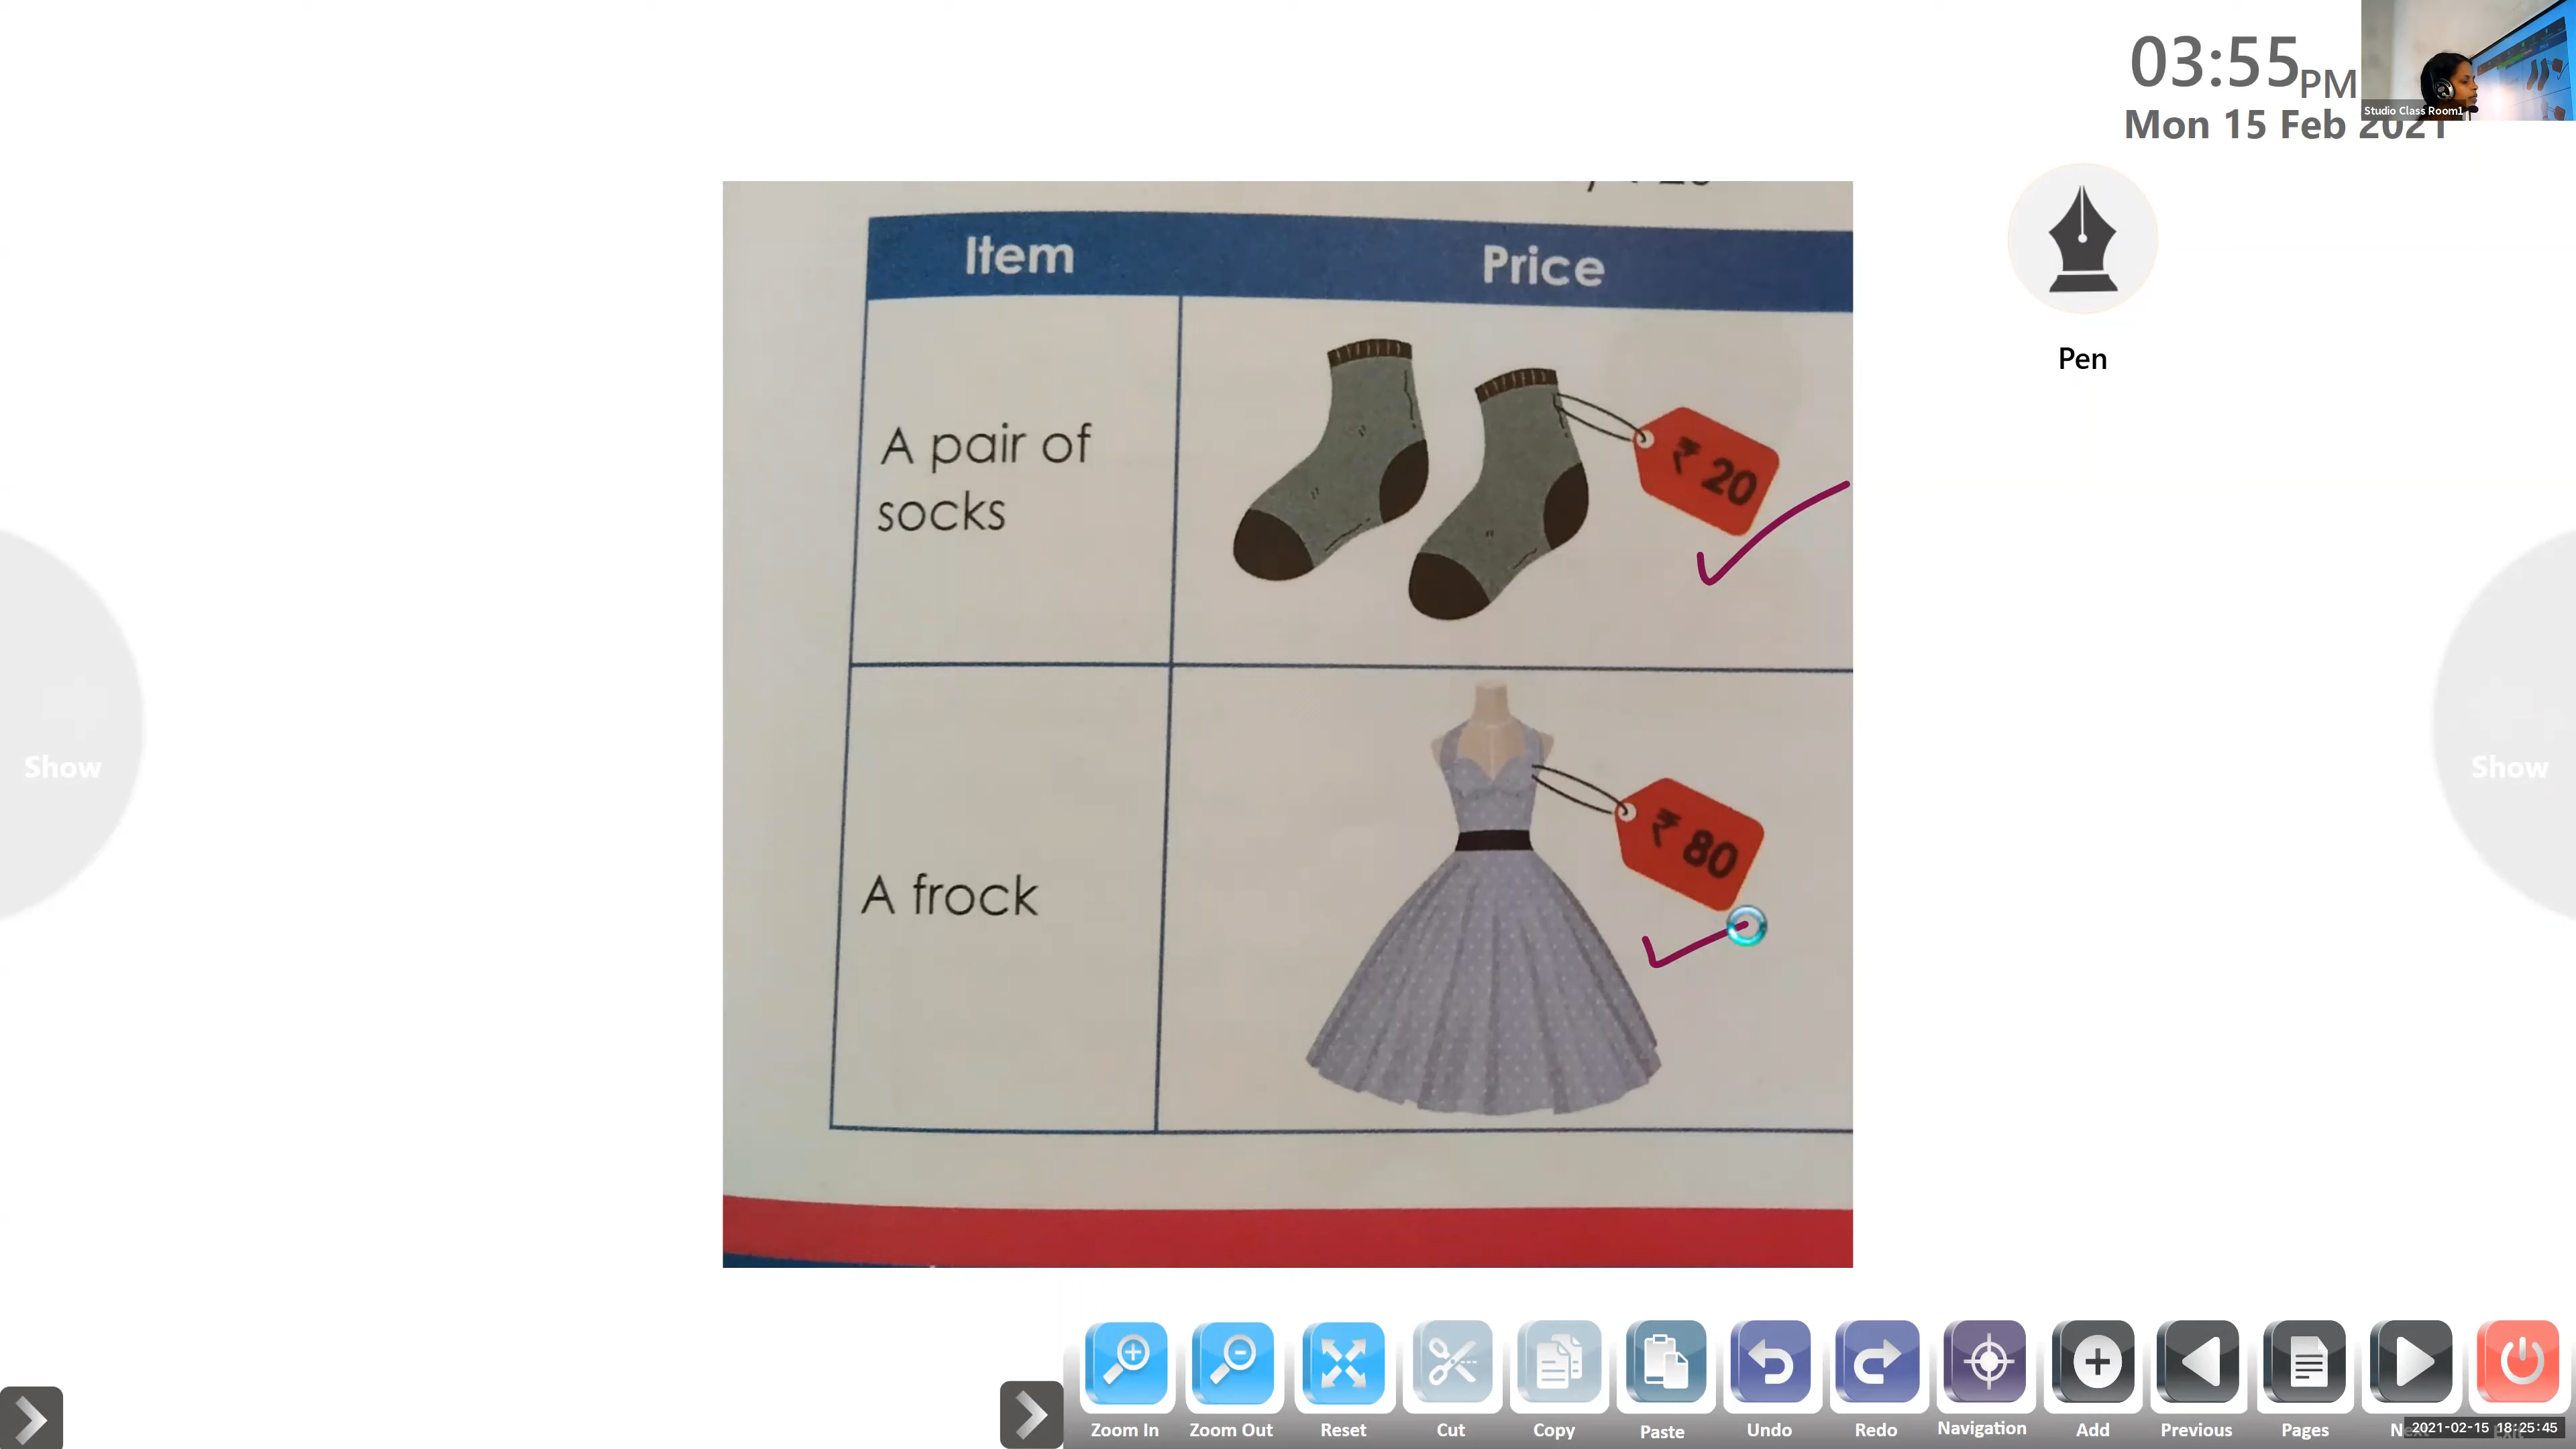 03:55 PM
Studio Class Room1
Mon 15 Feb 2021
Pen
Item Price
A pair of
socks
₹ 20
A frock
₹ 80
Show Show
Zoom In Zoom Out Reset Cut Copy Paste Undo Redo Navigation Add Previous Pages
2021-02-15 18:25:45